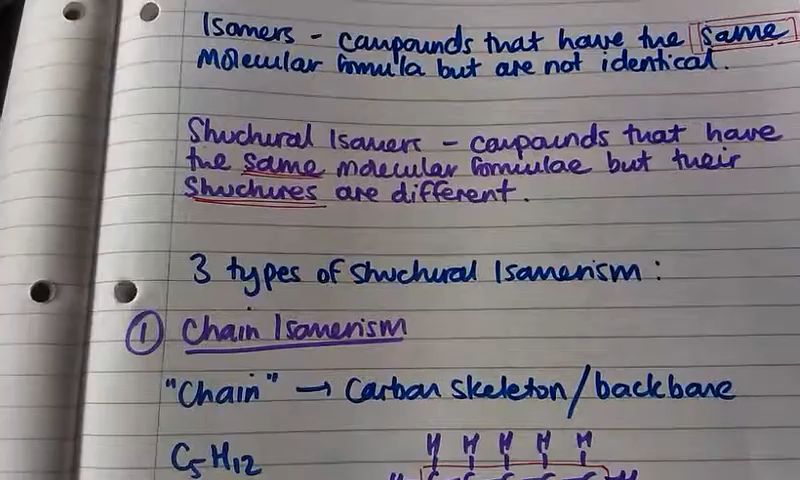 Isomers - compounds that have the same
molecular formula but are not identical.
Structural Isomers - compounds that have
the same molecular formulae but their
structures are different.
3 types of structural Isomerism:
① Chain Isomerism
"Chain" → Carbon skeleton/backbone
C₅H₁₂
H H H H H
H H